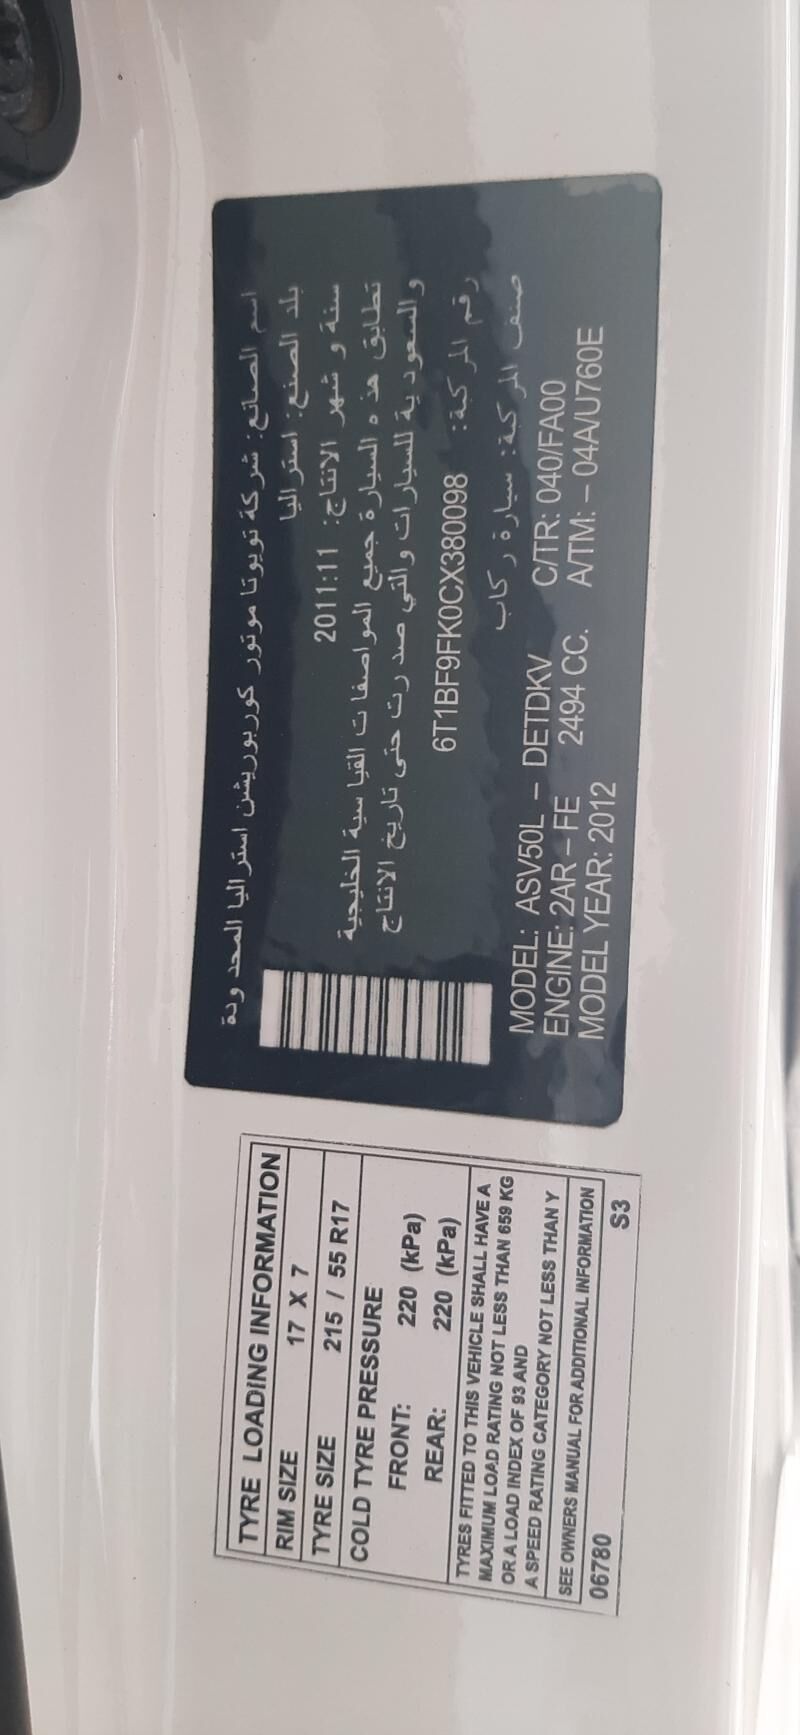 اسم الصانع: شركة تويوتا موتور كوربوريشن استراليا المحدودة
بلد الصنع: استراليا
سنة و شهر الانتاج: 2011:11
تطابق هذه السيارة جميع المواصفات القياسية الخليجية
والسعودية للسيارات والتي صدرت حتى تاريخ الانتاج
رقم المركبة: 6T1BF9FK0CX380098
صنف المركبة: سيارة ركاب
MODEL: ASV50L – DETDKV C/TR: 040/FA00
ENGINE: 2AR – FE 2494 CC. A/TM: – 04A/U760E
MODEL YEAR: 2012
TYRE LOADING INFORMATION
RIM SIZE 17 X 7
TYRE SIZE 215 / 55 R17
COLD TYRE PRESSURE
FRONT: 220 (kPa)
REAR: 220 (kPa)
TYRES FITTED TO THIS VEHICLE SHALL HAVE A
MAXIMUM LOAD RATING NOT LESS THAN 659 KG
OR A LOAD INDEX OF 93 AND
A SPEED RATING CATEGORY NOT LESS THAN Y
SEE OWNERS MANUAL FOR ADDITIONAL INFORMATION
06780 S3